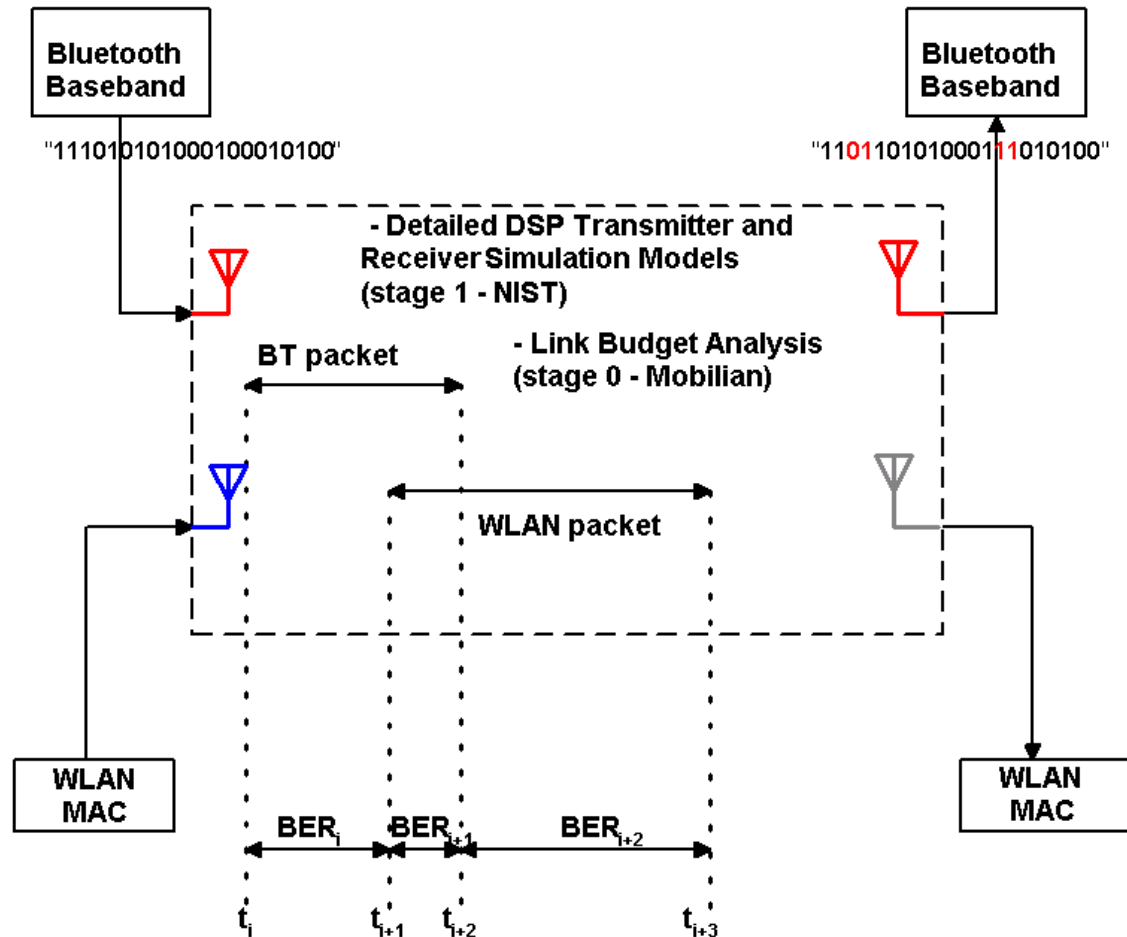 Bluetooth
Baseband
Bluetooth
Baseband
"111010101000100010100"
"110110101000111010100"
- Detailed DSP Transmitter and
Receiver Simulation Models
(stage 1 - NIST)
- Link Budget Analysis
(stage 0 - Mobilian)
BT packet
WLAN packet
WLAN
MAC
WLAN
MAC
BERi
BERi+1
BERi+2
ti
ti+1
ti+2
ti+3